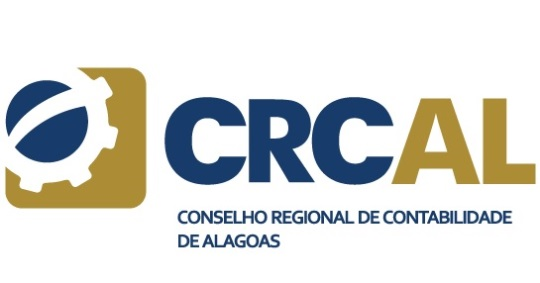 CRCAL
CONSELHO REGIONAL DE CONTABILIDADE
DE ALAGOAS